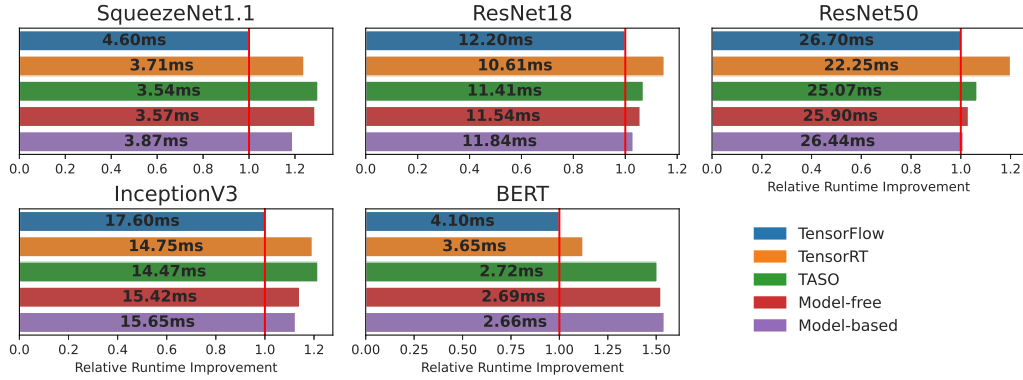 SqueezeNet1.1
4.60ms
3.71ms
3.54ms
3.57ms
3.87ms
0.0 0.2 0.4 0.6 0.8 1.0 1.2
ResNet18
12.20ms
10.61ms
11.41ms
11.54ms
11.84ms
0.0 0.2 0.4 0.6 0.8 1.0 1.2
ResNet50
26.70ms
22.25ms
25.07ms
25.90ms
26.44ms
0.0 0.2 0.4 0.6 0.8 1.0 1.2
Relative Runtime Improvement
InceptionV3
17.60ms
14.75ms
14.47ms
15.42ms
15.65ms
0.0 0.2 0.4 0.6 0.8 1.0 1.2
Relative Runtime Improvement
BERT
4.10ms
3.65ms
2.72ms
2.69ms
2.66ms
0.00 0.25 0.50 0.75 1.00 1.25 1.50
Relative Runtime Improvement
TensorFlow
TensorRT
TASO
Model-free
Model-based